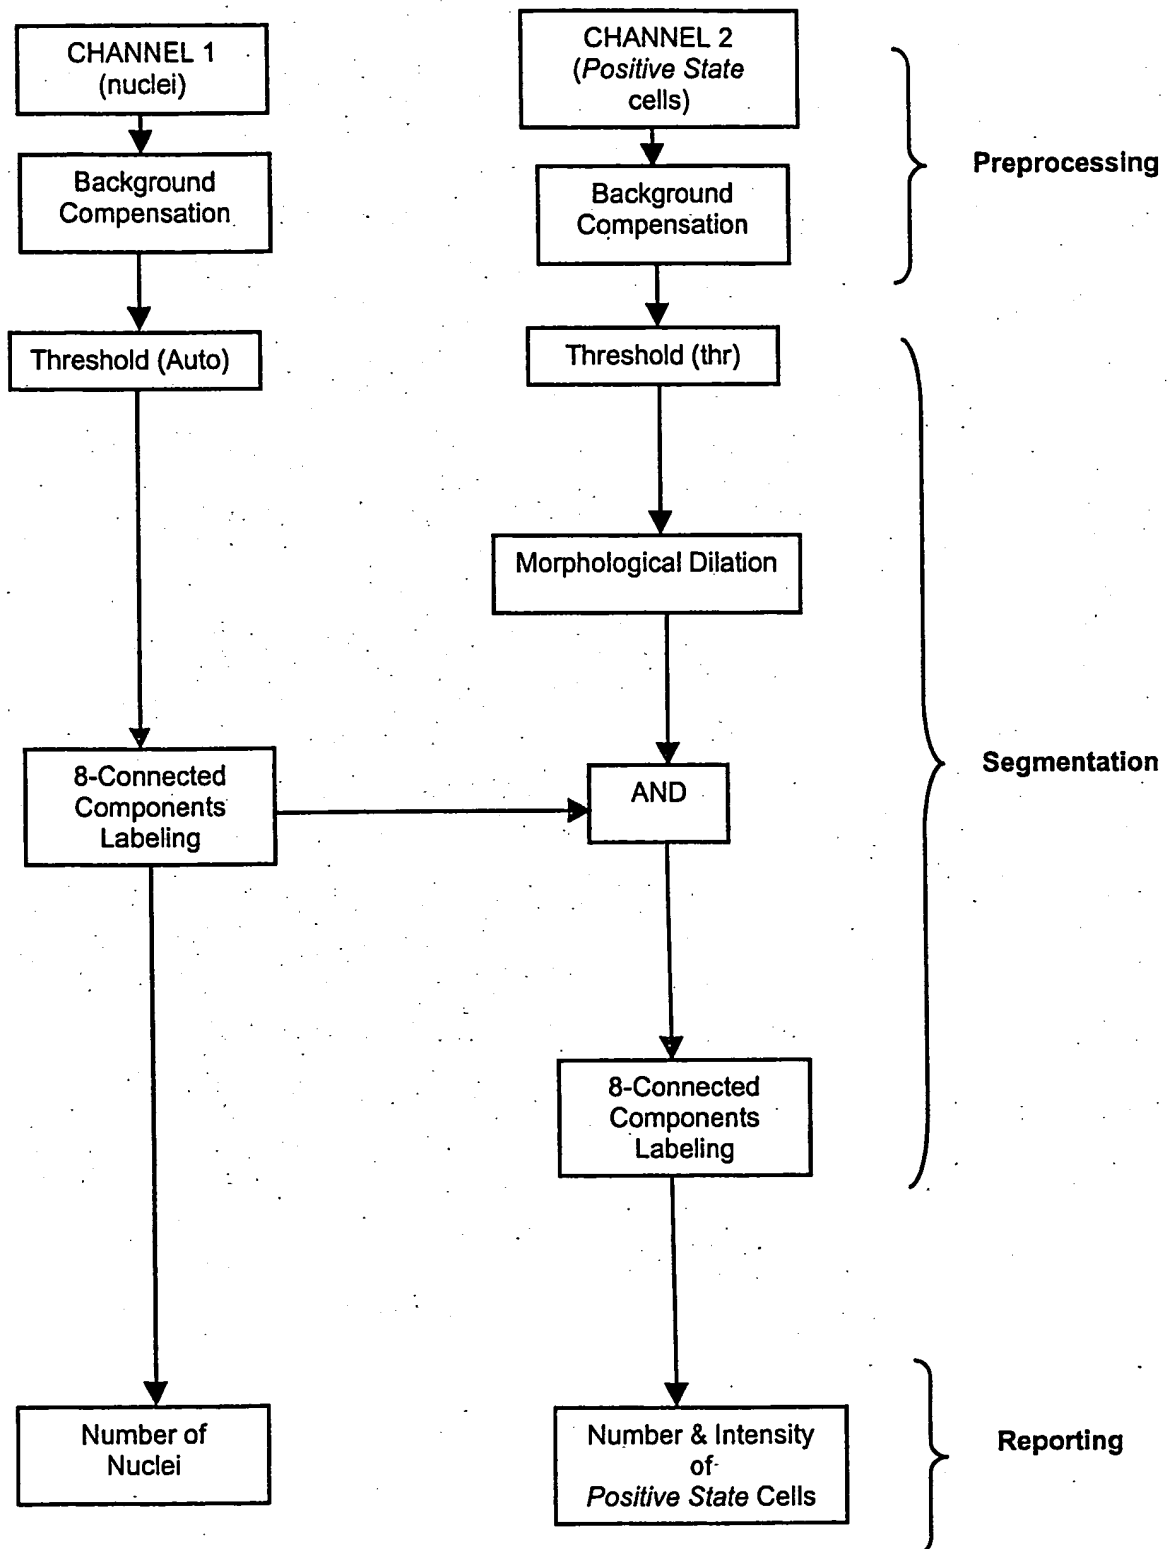 CHANNEL 1
(nuclei)
Background
Compensation
Threshold (Auto)
8-Connected
Components
Labeling
Number of
Nuclei
CHANNEL 2
(Positive State
cells)
Background
Compensation
Threshold (thr)
Morphological Dilation
AND
8-Connected
Components
Labeling
Number & Intensity
of
Positive State Cells
Preprocessing
Segmentation
Reporting